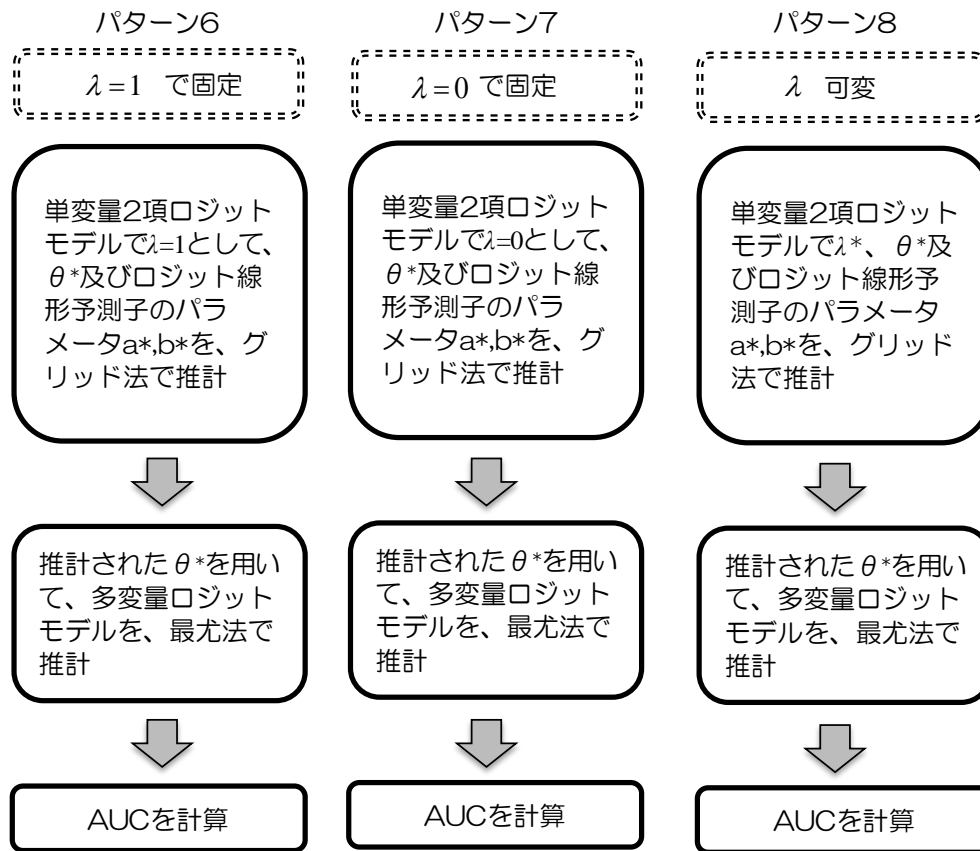 パターン6
λ=1 で固定
単変量2項ロジット
モデルでλ=1として、
θ*及びロジット線
形予測子のパラ
メータa*,b*を、グ
リッド法で推計
推計されたθ*を用い
て、多変量ロジット
モデルを、最尤法で
推計
AUCを計算
パターン7
λ=0 で固定
単変量2項ロジット
モデルでλ=0として、
θ*及びロジット線
形予測子のパラ
メータa*,b*を、グ
リッド法で推計
推計されたθ*を用い
て、多変量ロジット
モデルを、最尤法で
推計
AUCを計算
パターン8
λ 可変
単変量2項ロジット
モデルでλ*、θ*及
びロジット線形予
測子のパラメータ
a*,b*を、グリッド
法で推計
推計されたθ*を用い
て、多変量ロジット
モデルを、最尤法で
推計
AUCを計算